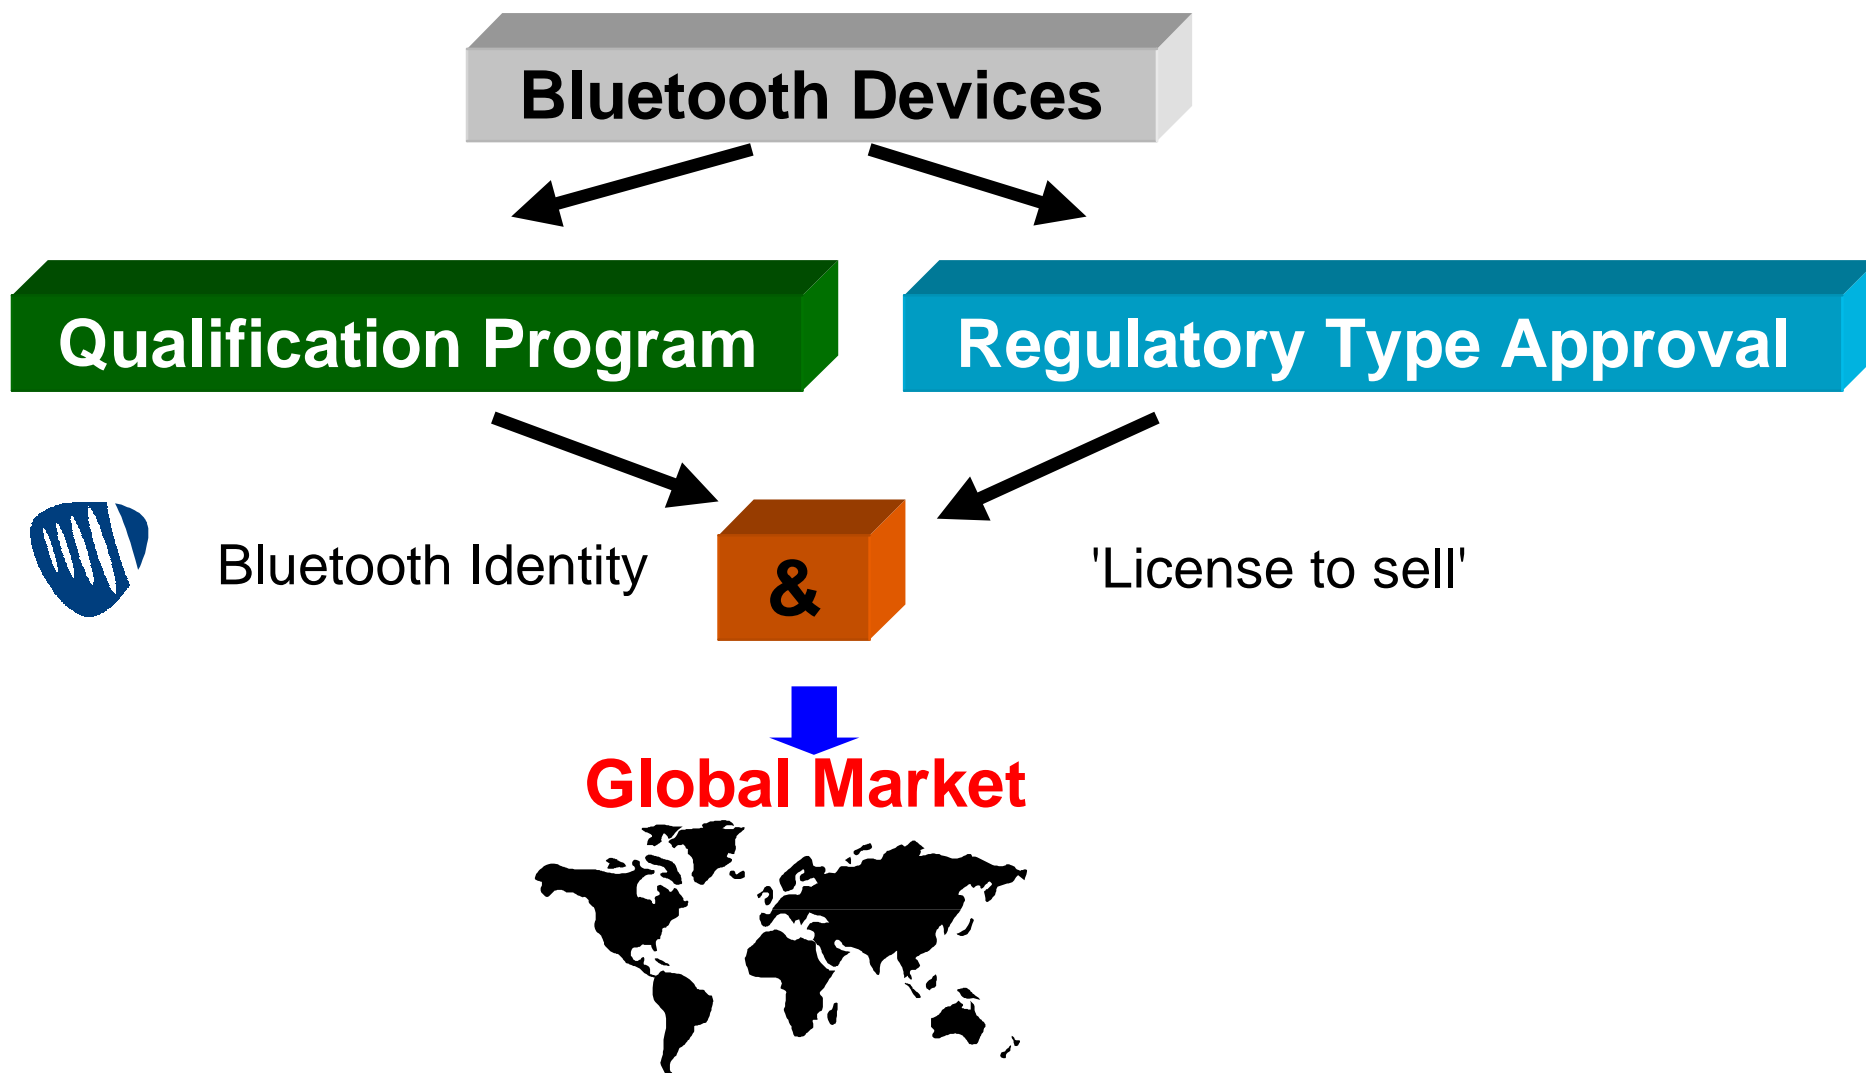 Bluetooth Devices
Qualification Program
Regulatory Type Approval
Bluetooth Identity
&
'License to sell'
Global Market